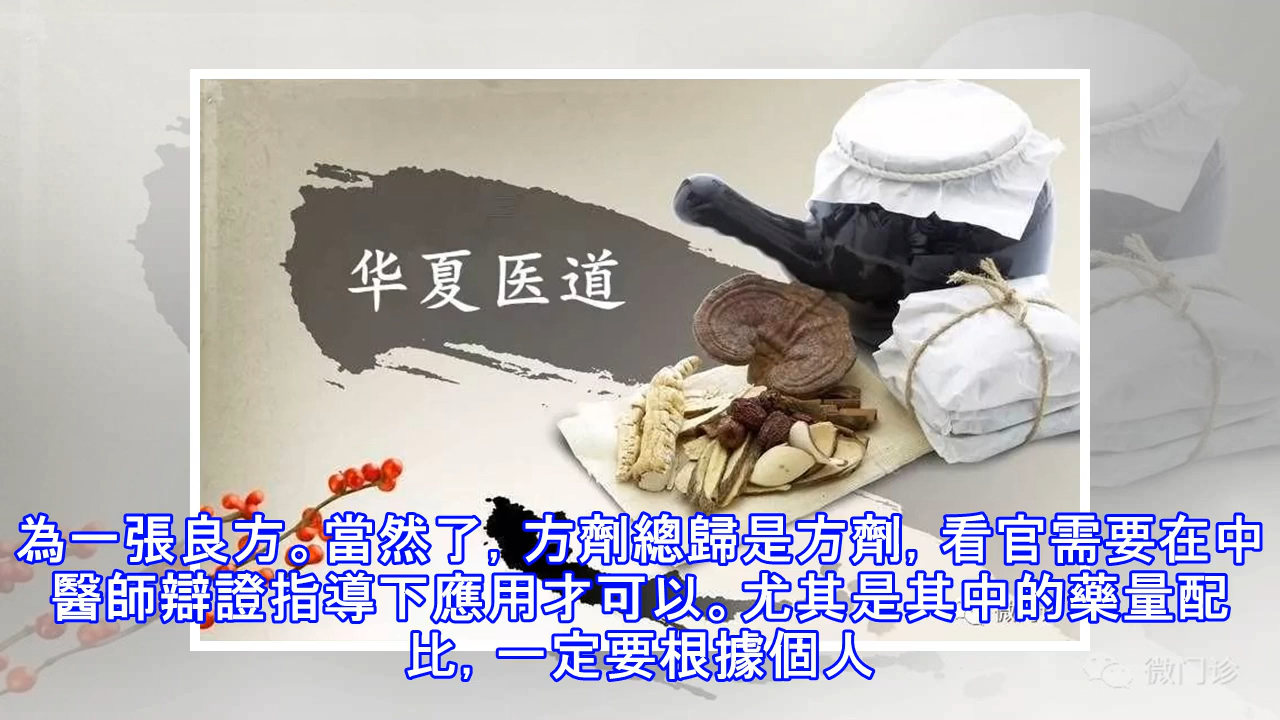 华夏医道
為一張良方。當然了, 方劑總歸是方劑, 看官需要在中
醫師辯證指導下應用才可以。尤其是其中的藥量配
比, 一定要根據個人
微门诊